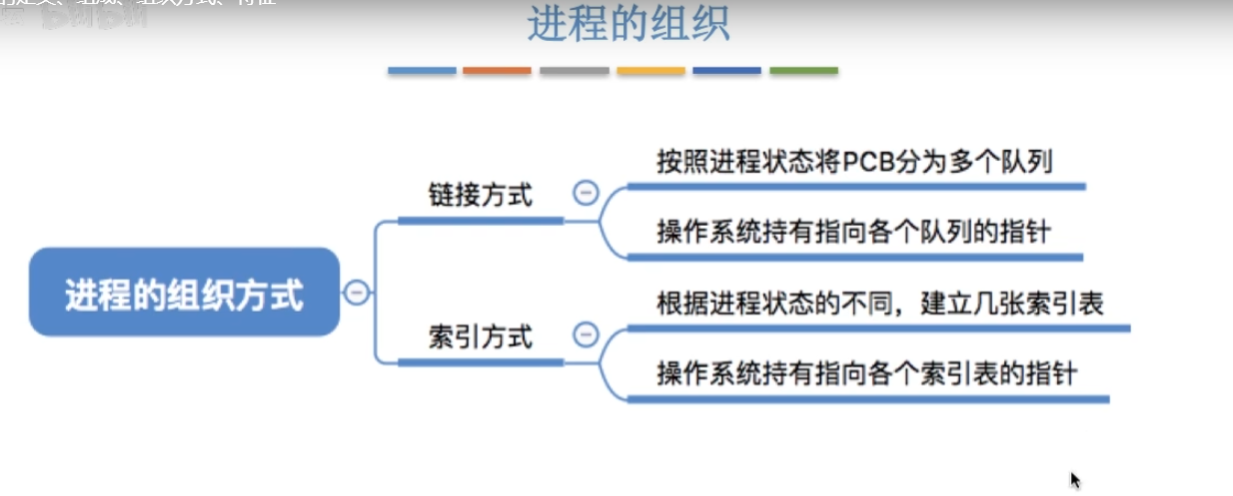 进程的组织
进程的组织方式
链接方式
按照进程状态将PCB分为多个队列
操作系统持有指向各个队列的指针
索引方式
根据进程状态的不同，建立几张索引表
操作系统持有指向各个索引表的指针